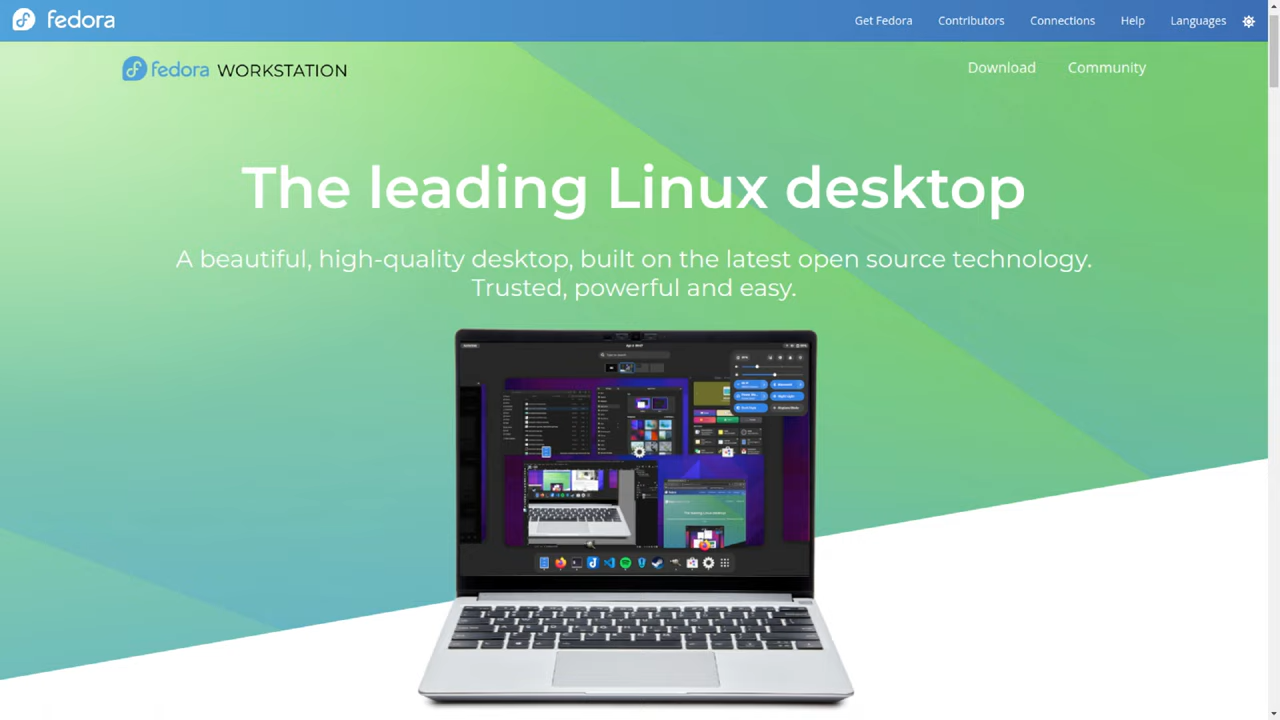 fedora
Get Fedora Contributors Connections Help Languages
fedora WORKSTATION
Download Community
The leading Linux desktop
A beautiful, high-quality desktop, built on the latest open source technology.
Trusted, powerful and easy.